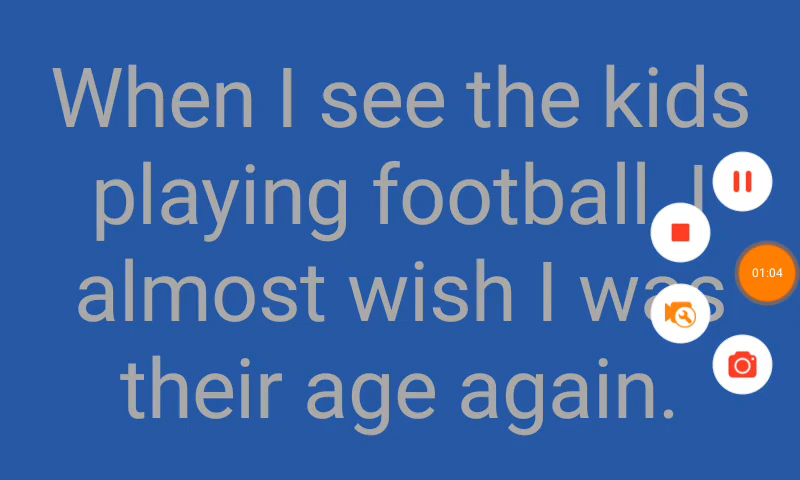 When I see the kids
playing football, I
almost wish I was
their age again.
01:04